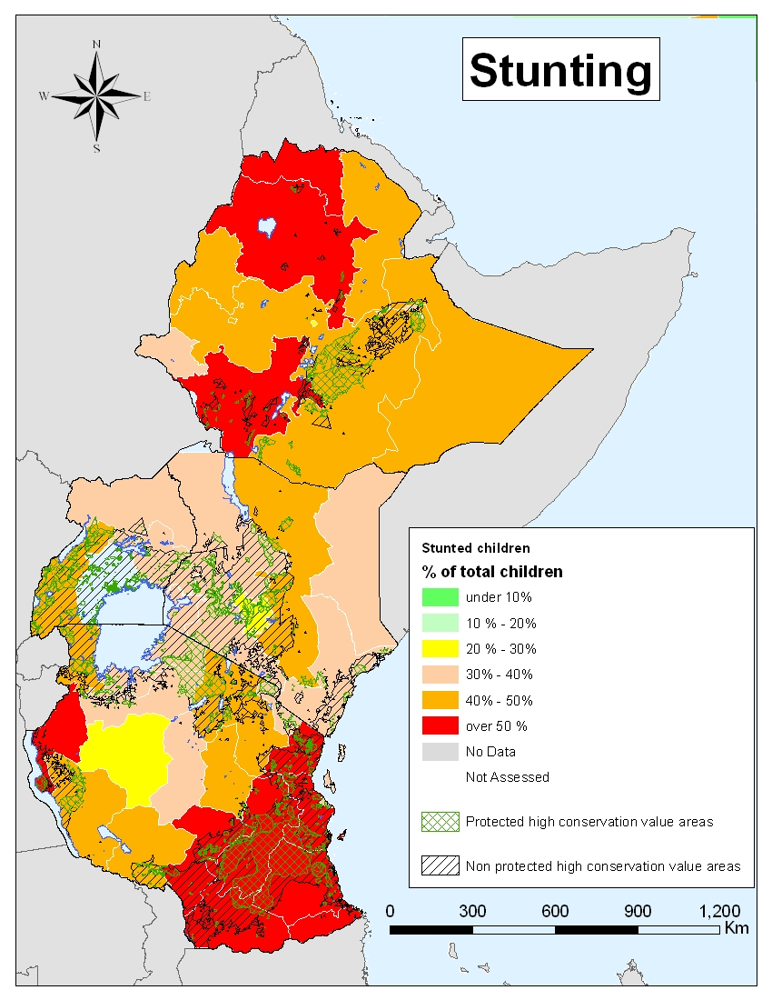 Stunting
N
W E
S
Stunted children
% of total children
under 10%
10 % - 20%
20 % - 30%
30% - 40%
40% - 50%
over 50 %
No Data
Not Assessed
Protected high conservation value areas
Non protected high conservation value areas
0 300 600 900 1,200
Km